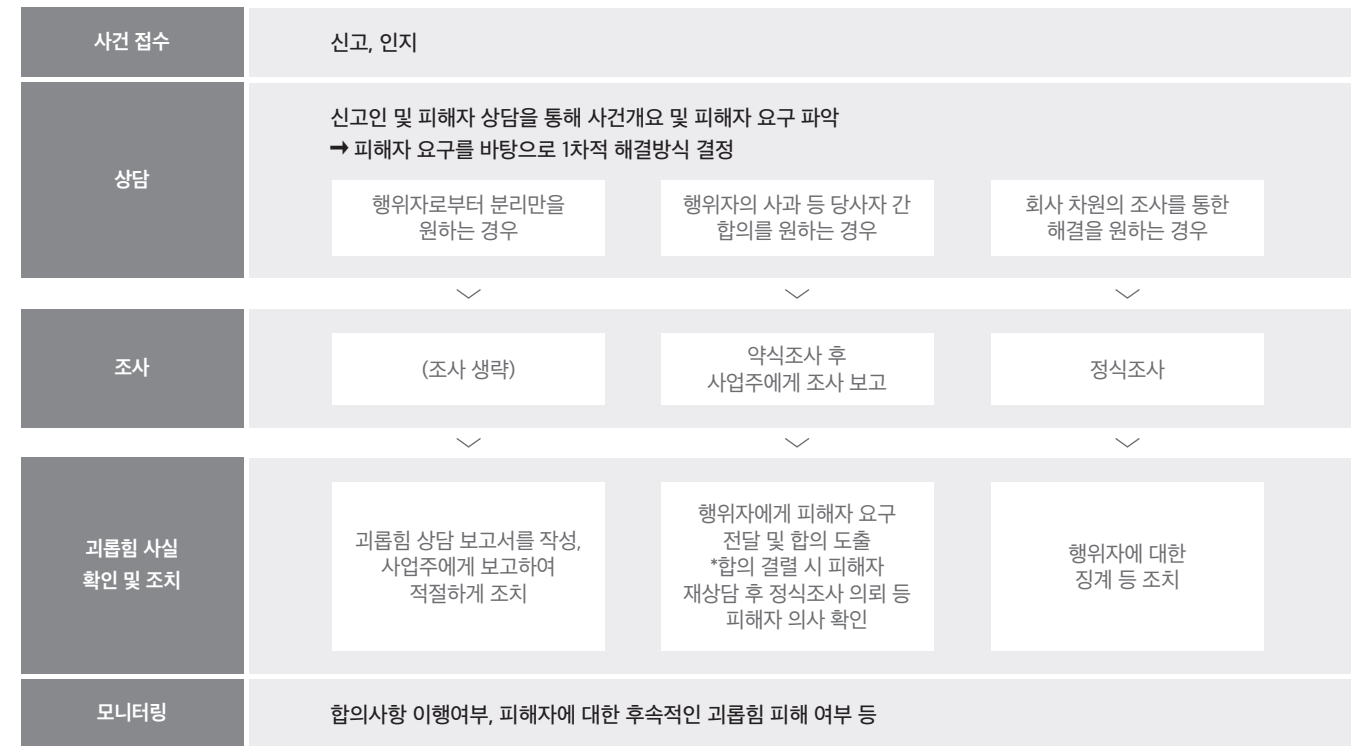 사건 접수
신고, 인지
상담
신고인 및 피해자 상담을 통해 사건개요 및 피해자 요구 파악
➞ 피해자 요구를 바탕으로 1차적 해결방식 결정
행위자로부터 분리만을
원하는 경우
행위자의 사과 등 당사자 간
합의를 원하는 경우
회사 차원의 조사를 통한
해결을 원하는 경우
조사
(조사 생략)
약식조사 후
사업주에게 조사 보고
정식조사
괴롭힘 사실
확인 및 조치
괴롭힘 상담 보고서를 작성,
사업주에게 보고하여
적절하게 조치
행위자에게 피해자 요구
전달 및 합의 도출
*합의 결렬 시 피해자
재상담 후 정식조사 의뢰 등
피해자 의사 확인
행위자에 대한
징계 등 조치
모니터링
합의사항 이행여부, 피해자에 대한 후속적인 괴롭힘 피해 여부 등